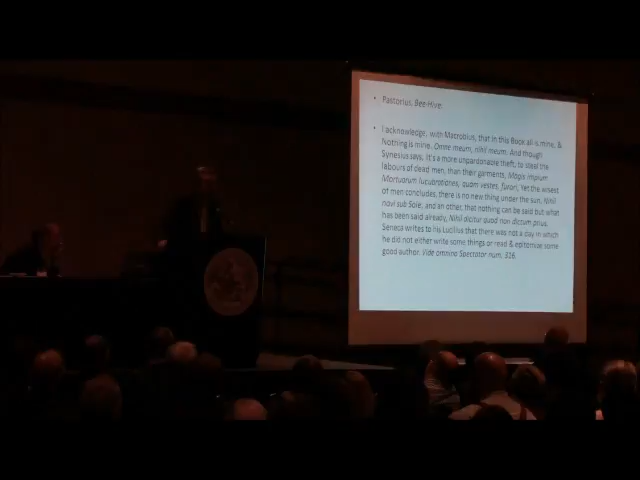 • Pastorius, Bee-Hive:
• I acknowledge, with Macrobius, that in this Book all is mine, &
Nothing is mine. Omne meum, nihil meum. And though
Synesius says, It's a more unpardonable theft, to steal the
labours of dead men, than their garments, Magis impium
Mortuorum lucubrationes, quam vestes, furari, Yet the wisest
of men concludes, there is no new thing under the sun, Nihil
novi sub Sole; and an other, that nothing can be said but what
has been said already, Nihil dicitur quod non dictum prius.
Seneca writes to his Lucilius that there was not a day in which
he did not either write some things or read & epitomise some
good author. Vide omnino Spectator num. 316.